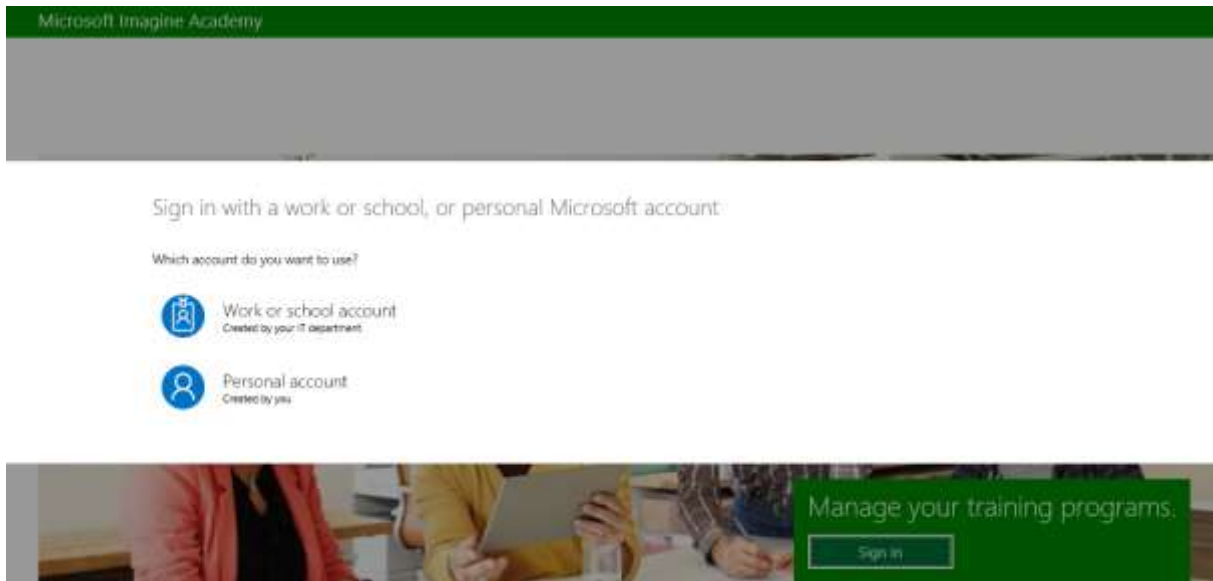 Microsoft Imagine Academy
Sign in with a work or school, or personal Microsoft account
Which account do you want to use?
Work or school account
Created by your IT department
Personal account
Created by you
Manage your training programs.
Sign in